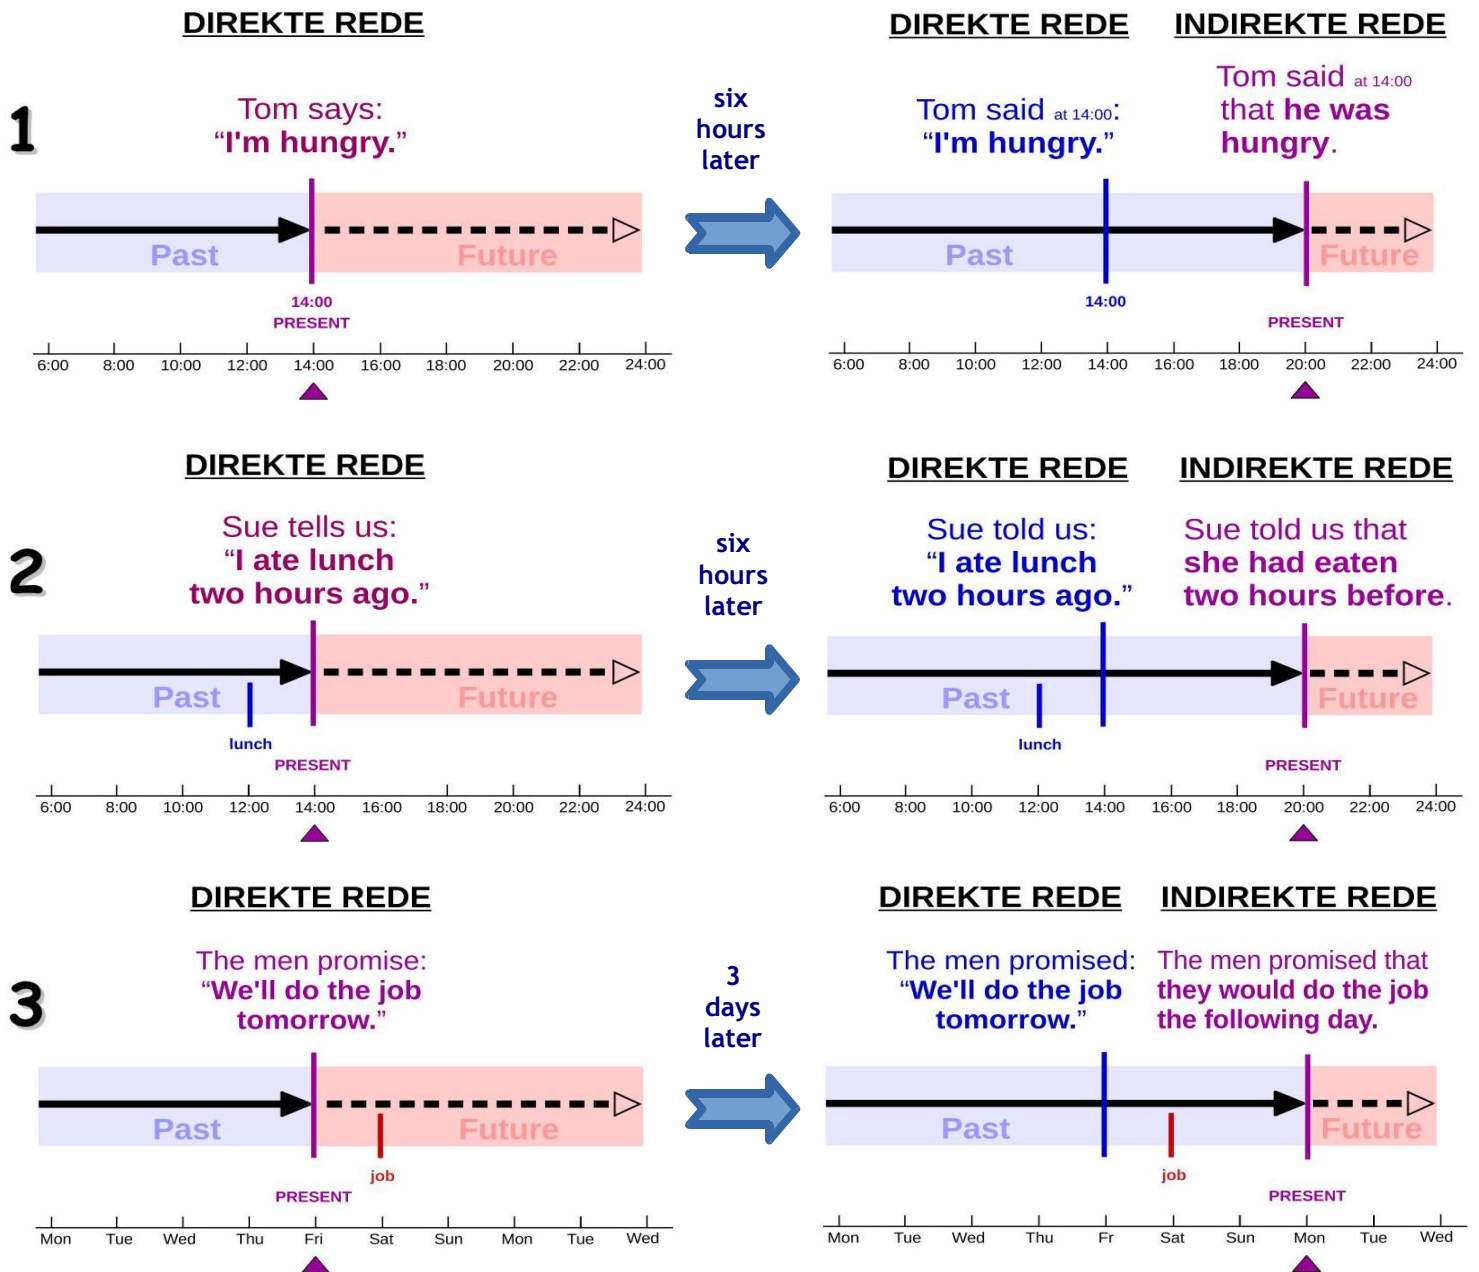 DIREKTE REDE
DIREKTE REDE
INDIREKTE REDE
1
Tom says:
“I'm hungry.”
six
hours
later
Tom said at 14:00:
“I'm hungry.”
Tom said at 14:00
that he was
hungry.
Past
Future
14:00
PRESENT
6:00 8:00 10:00 12:00 14:00 16:00 18:00 20:00 22:00 24:00
Past
Future
14:00
PRESENT
6:00 8:00 10:00 12:00 14:00 16:00 18:00 20:00 22:00 24:00
DIREKTE REDE
DIREKTE REDE
INDIREKTE REDE
2
Sue tells us:
“I ate lunch
two hours ago.”
six
hours
later
Sue told us:
“I ate lunch
two hours ago.”
Sue told us that
she had eaten
two hours before.
Past
Future
lunch
PRESENT
6:00 8:00 10:00 12:00 14:00 16:00 18:00 20:00 22:00 24:00
Past
Future
lunch
PRESENT
6:00 8:00 10:00 12:00 14:00 16:00 18:00 20:00 22:00 24:00
DIREKTE REDE
DIREKTE REDE
INDIREKTE REDE
3
The men promise:
“We'll do the job
tomorrow.”
3
days
later
The men promised:
“We'll do the job
tomorrow.”
The men promised that
they would do the job
the following day.
Past
Future
job
PRESENT
Mon Tue Wed Thu Fri Sat Sun Mon Tue Wed
Past
Future
job
PRESENT
Mon Tue Wed Thu Fr Sat Sun Mon Tue Wed